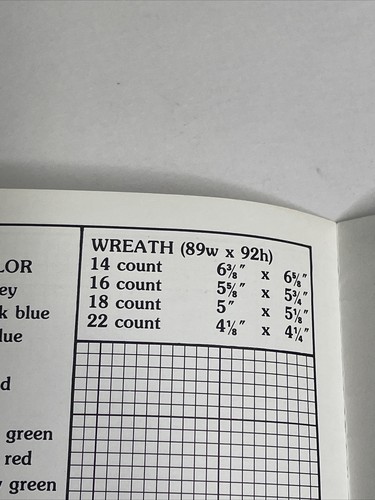 WREATH (89w x 92h)
14 count 6⅜" x 6⅝"
16 count 5⅝" x 5¾"
18 count 5" x 5⅛"
22 count 4⅛" x 4¼"
LOR
ey
k blue
lue
d
green
red
green